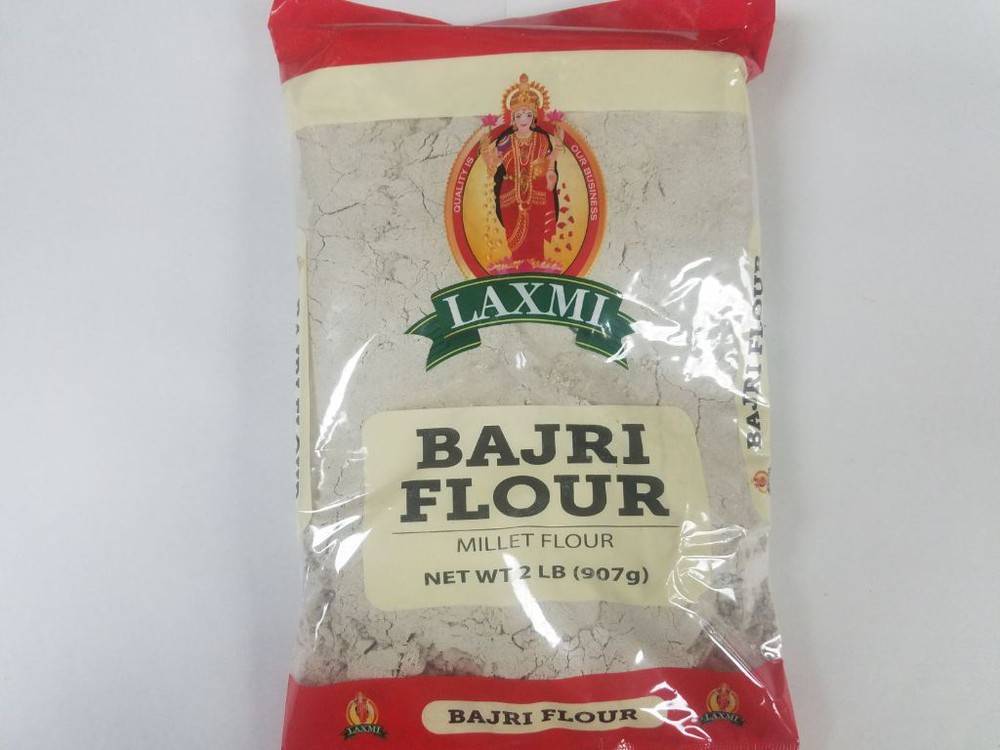 QUALITY IS
OUR BUSINESS
LAXMI
BAJRI
FLOUR
MILLET FLOUR
NET WT 2 LB (907g)
BAJRI FLOUR
LAXMI
BAJRI FLOUR
LAXMI